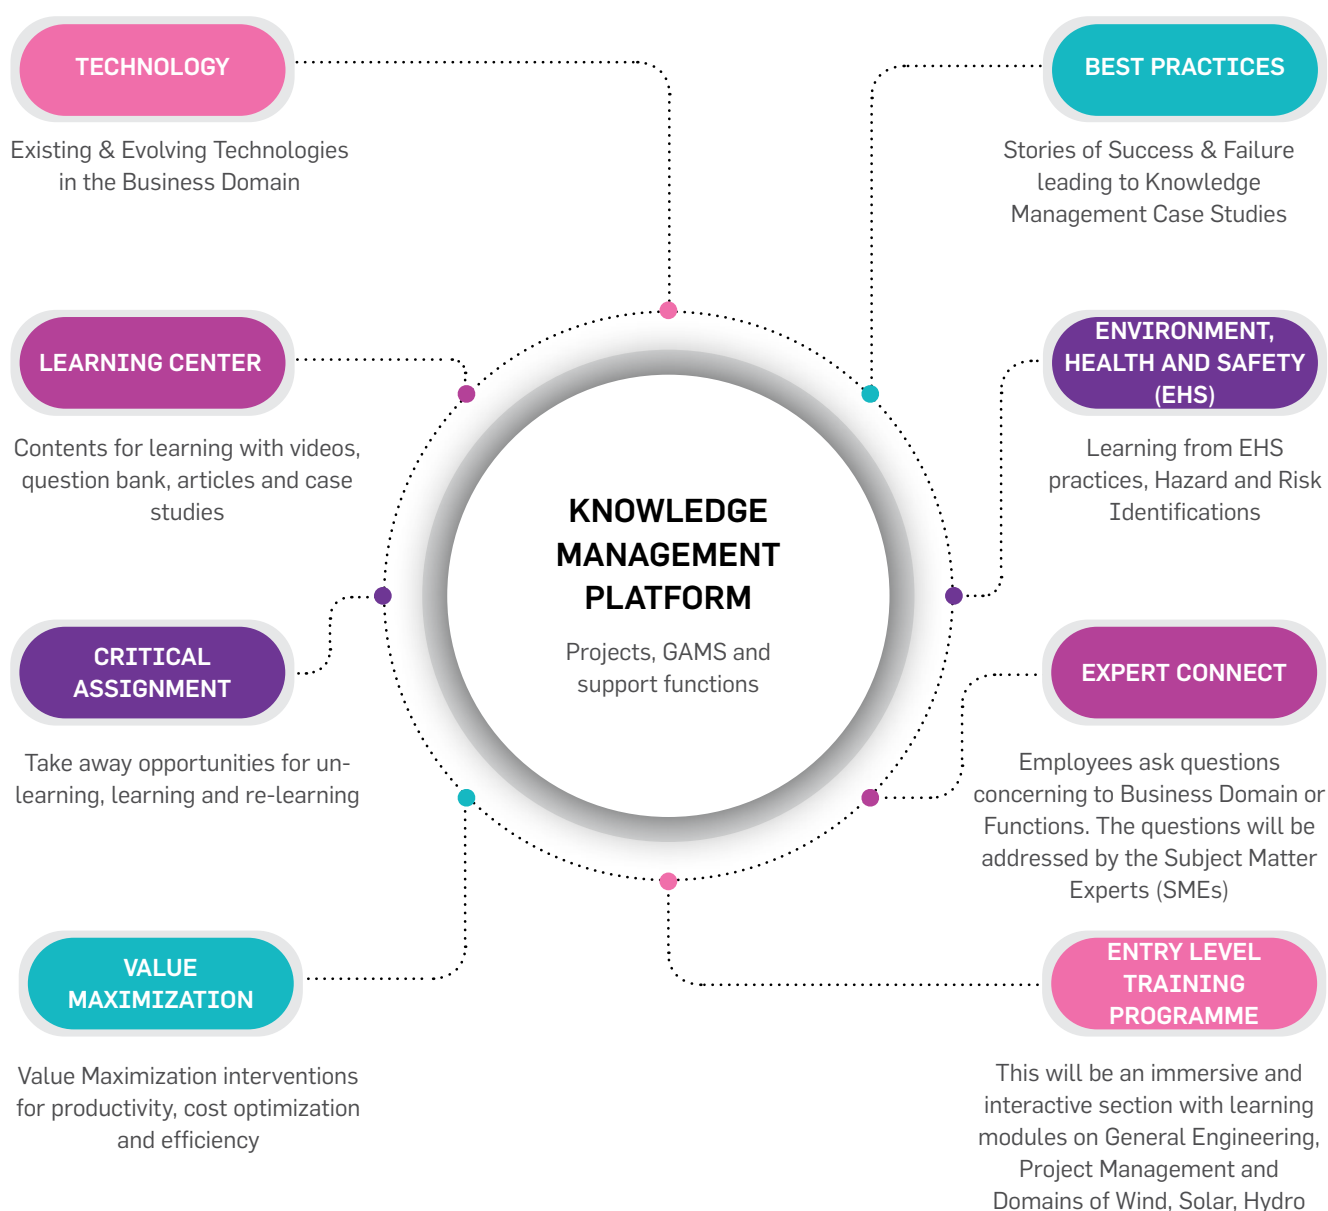 TECHNOLOGY
Existing & Evolving Technologies
in the Business Domain
LEARNING CENTER
Contents for learning with videos,
question bank, articles and case
studies
CRITICAL
ASSIGNMENT
Take away opportunities for un-
learning, learning and re-learning
VALUE
MAXIMIZATION
Value Maximization interventions
for productivity, cost optimization
and efficiency
KNOWLEDGE
MANAGEMENT
PLATFORM
Projects, GAMS and
support functions
BEST PRACTICES
Stories of Success & Failure
leading to Knowledge
Management Case Studies
ENVIRONMENT,
HEALTH AND SAFETY
(EHS)
Learning from EHS
practices, Hazard and Risk
Identifications
EXPERT CONNECT
Employees ask questions
concerning to Business Domain or
Functions. The questions will be
addressed by the Subject Matter
Experts (SMEs)
ENTRY LEVEL
TRAINING
PROGRAMME
This will be an immersive and
interactive section with learning
modules on General Engineering,
Project Management and
Domains of Wind, Solar, Hydro